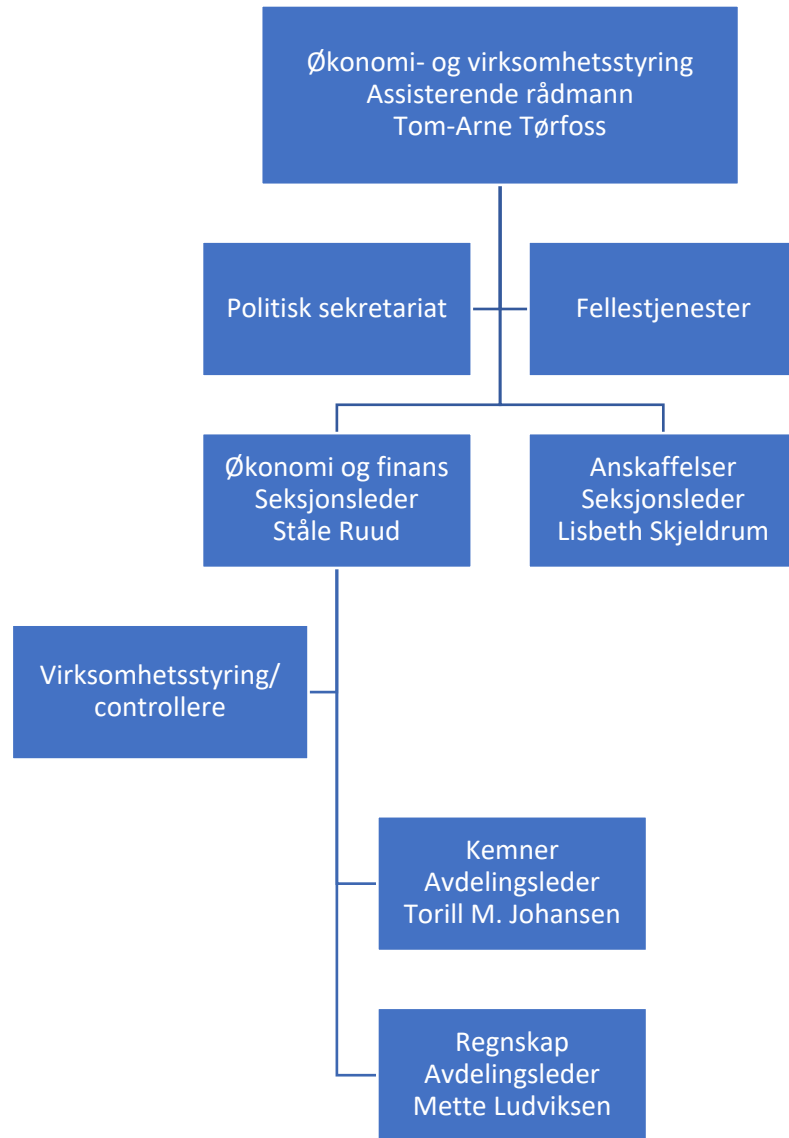 Økonomi- og virksomhetsstyring
Assisterende rådmann
Tom-Arne Tørfoss
Politisk sekretariat
Fellestjenester
Økonomi og finans
Seksjonsleder
Ståle Ruud
Anskaffelser
Seksjonsleder
Lisbeth Skjeldrum
Virksomhetsstyring/
controllere
Kemner
Avdelingsleder
Torill M. Johansen
Regnskap
Avdelingsleder
Mette Ludviksen